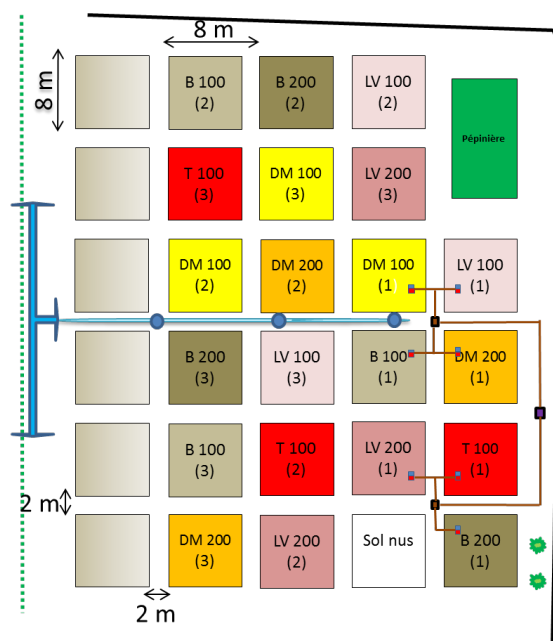 8 m
8 m
B 100
(2)
B 200
(2)
LV 100
(2)
Pépinière
T 100
(3)
DM 100
(3)
LV 200
(3)
DM 100
(2)
DM 200
(2)
DM 100
(1)
LV 100
(1)
B 200
(3)
LV 100
(3)
B 100
(1)
DM 200
(1)
B 100
(3)
T 100
(2)
LV 200
(1)
T 100
(1)
2 m
DM 200
(3)
LV 200
(2)
Sol nus
B 200
(1)
2 m